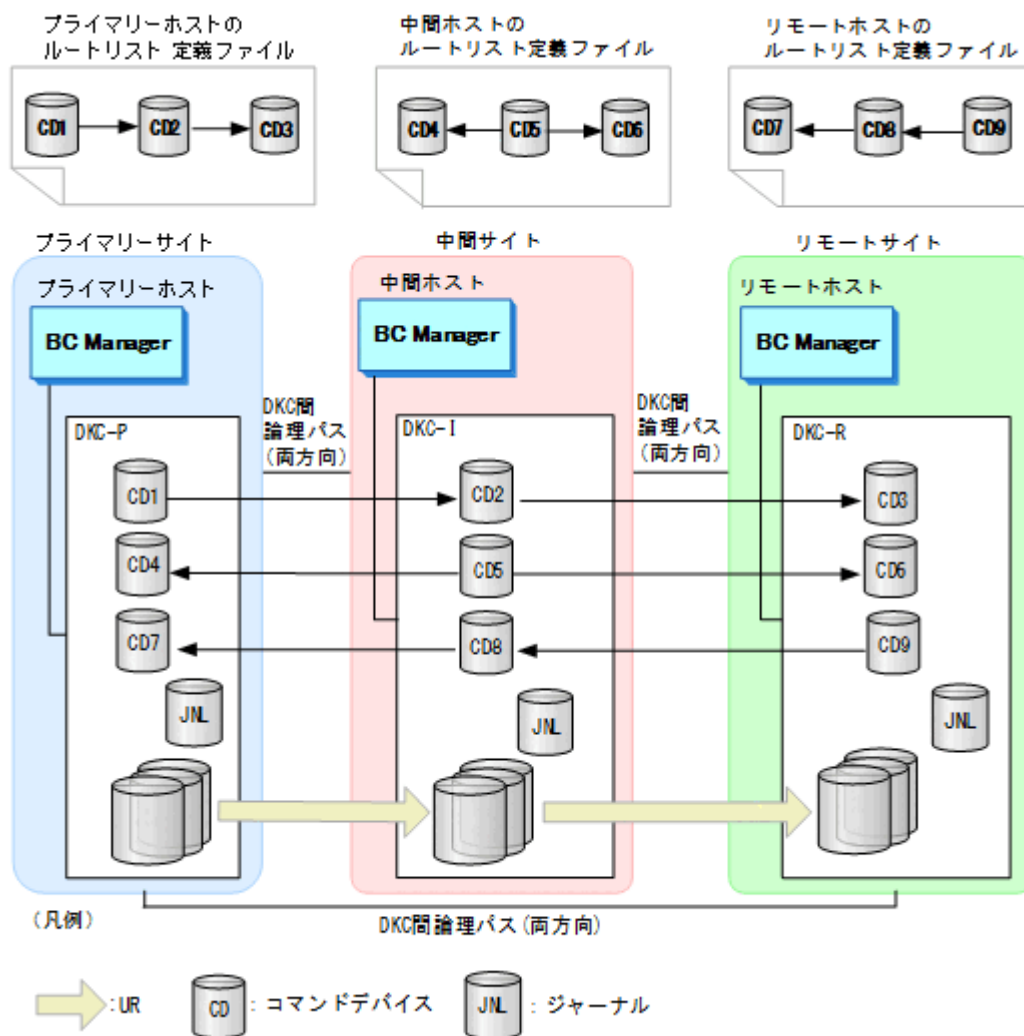 プライマリーホストの
ルートリスト 定義ファイル
中間ホストの
ルートリスト定義ファイル
リモートホストの
ルートリスト定義ファイル
CD1
CD2
CD3
CD4
CD5
CD6
CD7
CD8
CD9
プライマリーサイト
中間サイト
リモートサイト
プライマリーホスト
中間ホスト
リモートホスト
BC Manager
BC Manager
BC Manager
DKC間
論理パス
(両方向)
DKC間
論理パス
(両方向)
DKC-P
DKC-I
DKC-R
CD1
CD2
CD3
CD4
CD5
CD6
CD7
CD8
CD9
JNL
JNL
JNL
(凡例)
DKC間論理パス(両方向)
:UR
CD
: コマンドデバイス
JNL
: ジャーナル